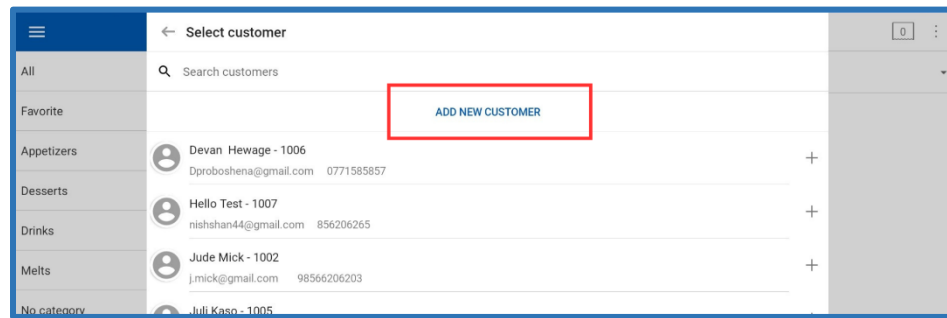 Select customer
0
All
Search customers
Favorite
ADD NEW CUSTOMER
Appetizers
Devan Hewage - 1006
Dproboshena@gmail.com 0771585857
Desserts
Hello Test - 1007
nishshan44@gmail.com 856206265
Drinks
Jude Mick - 1002
j.mick@gmail.com 98566206203
Melts
Juli Kaso - 1005
No category